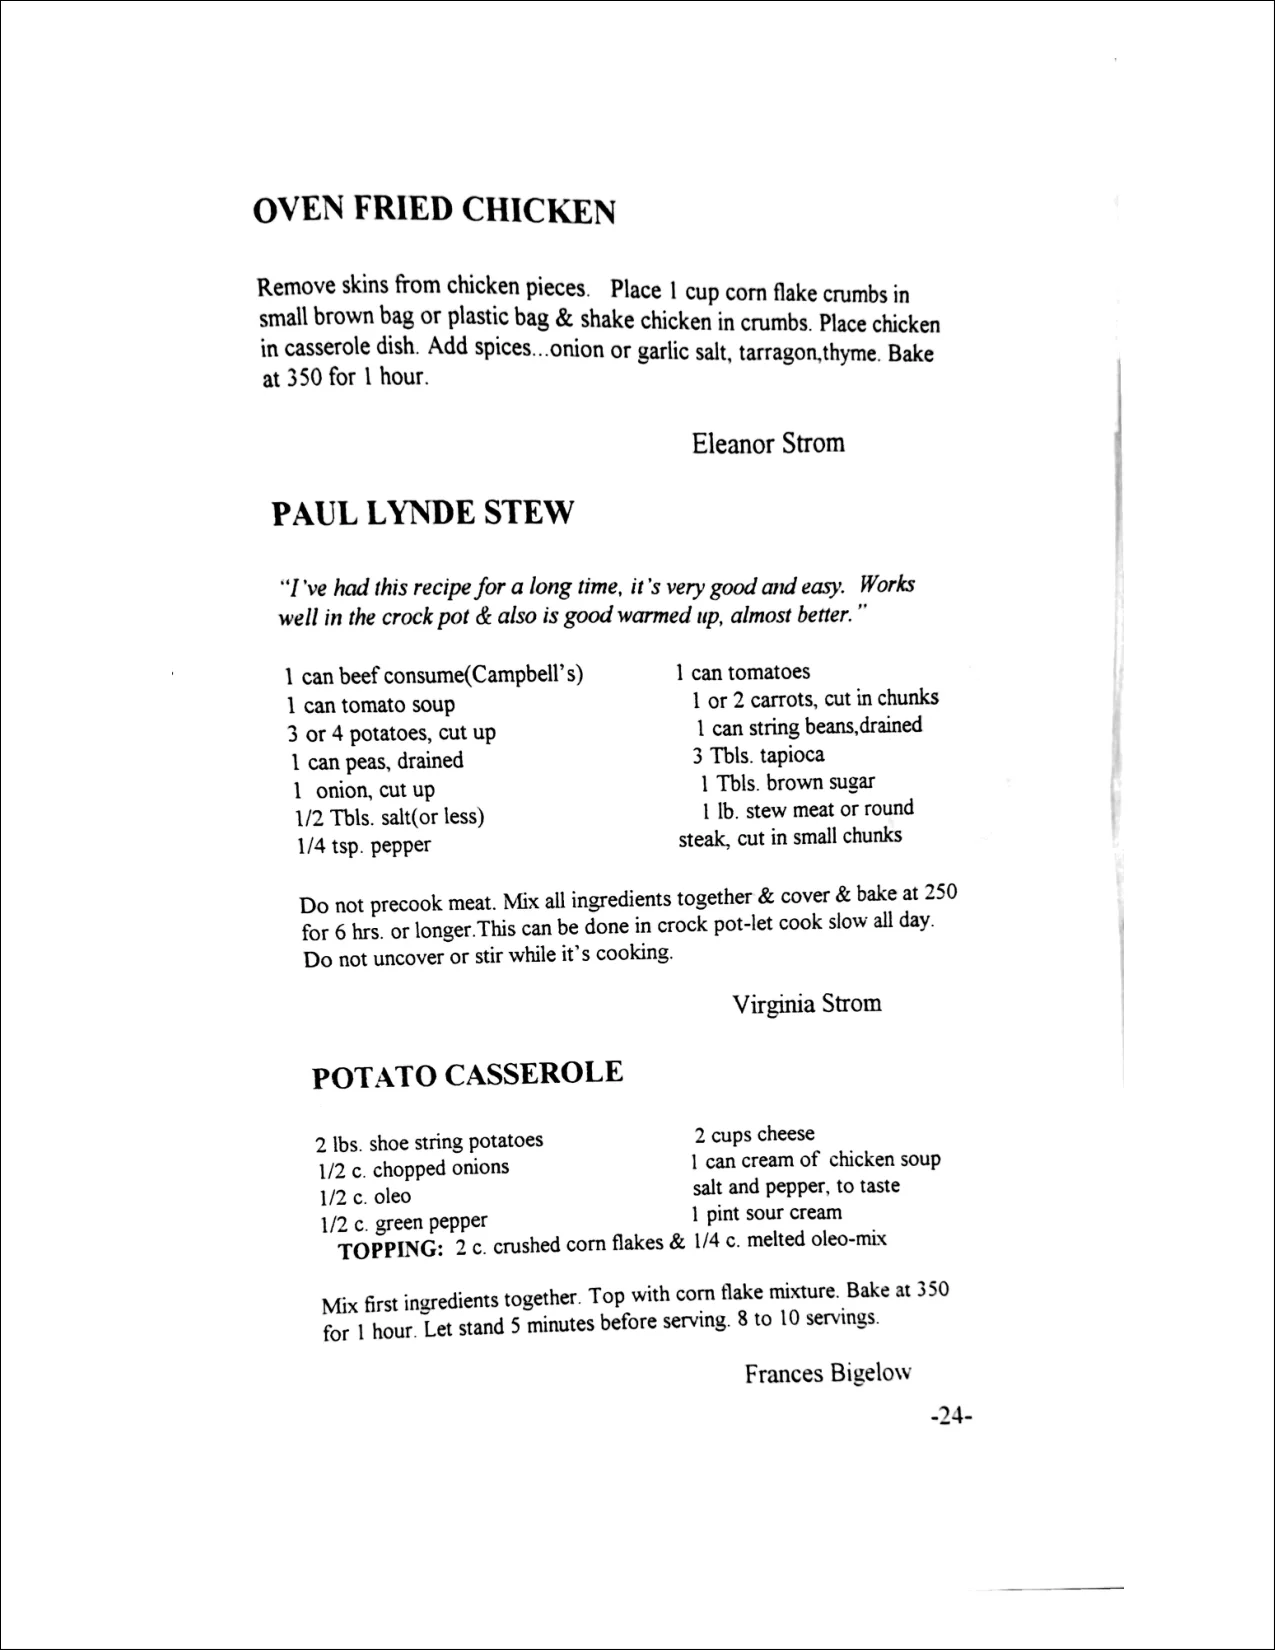 OVEN FRIED CHICKEN
Remove skins from chicken pieces. Place 1 cup corn flake crumbs in
small brown bag or plastic bag & shake chicken in crumbs. Place chicken
in casserole dish. Add spices...onion or garlic salt, tarragon,thyme. Bake
at 350 for 1 hour.
Eleanor Strom
PAUL LYNDE STEW
"I've had this recipe for a long time, it's very good and easy. Works
well in the crock pot & also is good warmed up, almost better."
1 can beef consume(Campbell's)
1 can tomato soup
3 or 4 potatoes, cut up
1 can peas, drained
1 onion, cut up
1/2 Tbls. salt(or less)
1/4 tsp. pepper
1 can tomatoes
1 or 2 carrots, cut in chunks
1 can string beans,drained
3 Tbls. tapioca
1 Tbls. brown sugar
1 lb. stew meat or round
steak, cut in small chunks
Do not precook meat. Mix all ingredients together & cover & bake at 250
for 6 hrs. or longer.This can be done in crock pot-let cook slow all day.
Do not uncover or stir while it's cooking.
Virginia Strom
POTATO CASSEROLE
2 lbs. shoe string potatoes
1/2 c. chopped onions
1/2 c. oleo
1/2 c. green pepper
2 cups cheese
1 can cream of chicken soup
salt and pepper, to taste
1 pint sour cream
TOPPING: 2 c. crushed corn flakes & 1/4 c. melted oleo-mix
Mix first ingredients together. Top with corn flake mixture. Bake at 350
for 1 hour. Let stand 5 minutes before serving. 8 to 10 servings.
Frances Bigelow
-24-